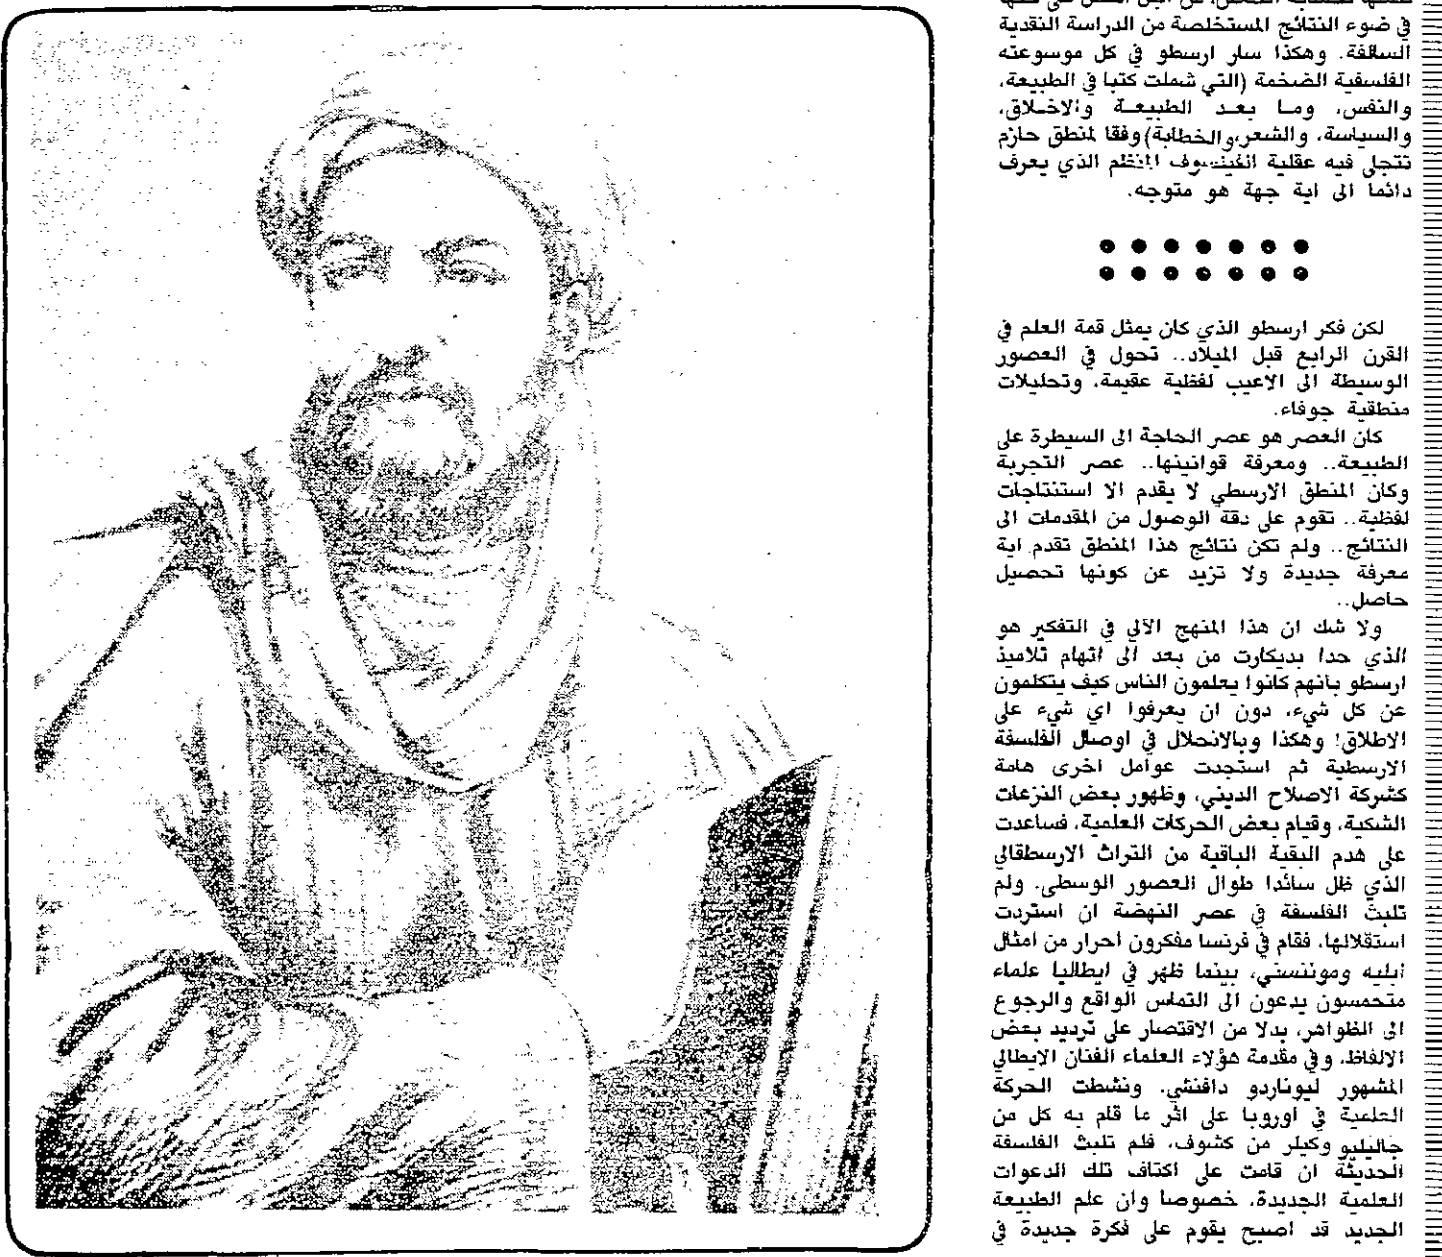 في ضوء النتائج المستخلصة من الدراسة النقدية
السالفة. وهكذا سار ارسطو في كل موسوعته
الفلسفية الضخمة (التي شملت كتبا في الطبيعة،
والنفس، وما بعد الطبيعة والاخلاق،
والسياسة، والشعر، والخطابة) وفقا لمنطق حازم
تتجلى فيه عقلية الفيلسوف المنظم الذي يعرف
دائما الى اية جهة هو متوجه.
لكن فكر ارسطو الذي كان يمثل قمة العلم في
القرن الرابع قبل الميلاد.. تحول في العصور
الوسيطة الى الاعيب لفظية عقيمة، وتحليلات
منطقية جوفاء.
كان العصر هو عصر الحاجة الى السيطرة على
الطبيعة.. ومعرفة قوانينها.. عصر التجربة
وكان المنطق الارسطي لا يقدم الا استنتاجات
لفظية.. تقوم على دقة الوصول من المقدمات الى
النتائج.. ولم تكن نتائج هذا المنطق تقدم اية
معرفة جديدة ولا تزيد عن كونها تحصيل
حاصل..
ولا شك ان هذا المنهج الآلي في التفكير هو
الذي حدا بديكارت من بعد الى اتهام تلاميذ
ارسطو بانهم كانوا يعلمون الناس كيف يتكلمون
عن كل شيء، دون ان يعرفوا اي شيء على
الاطلاق! وهكذا وبالانحلال في اوصال الفلسفة
الارسطية ثم استجدت عوامل اخرى هامة
كشركة الاصلاح الديني، وظهور بعض النزعات
الشكية، وقيام بعض الحركات العلمية، فساعدت
على هدم البقية الباقية من التراث الارسطقالي
الذي ظل سائدا طوال العصور الوسطى. ولم
تلبث الفلسفة في عصر النهضة ان استردت
استقلالها، فقام في فرنسا مفكرون احرار من امثال
ابليه وموننسني، بينما ظهر في ايطاليا علماء
متحمسون يدعون الى التماس الواقع والرجوع
الى الظواهر، بدلا من الاقتصار على ترديد بعض
الالفاظ، وفي مقدمة هؤلاء العلماء الفنان الايطالي
المشهور ليوناردو دافنشي. ونشطت الحركة
العلمية في اوروبا على اثر ما قام به كل من
جاليليو وكيلر من كشوف، فلم تلبث الفلسفة
الحديثة ان قامت على اكتاف تلك الدعوات
العلمية الجديدة، خصوصا وان علم الطبيعة
الجديد قد اصبح يقوم على فكرة جديدة في